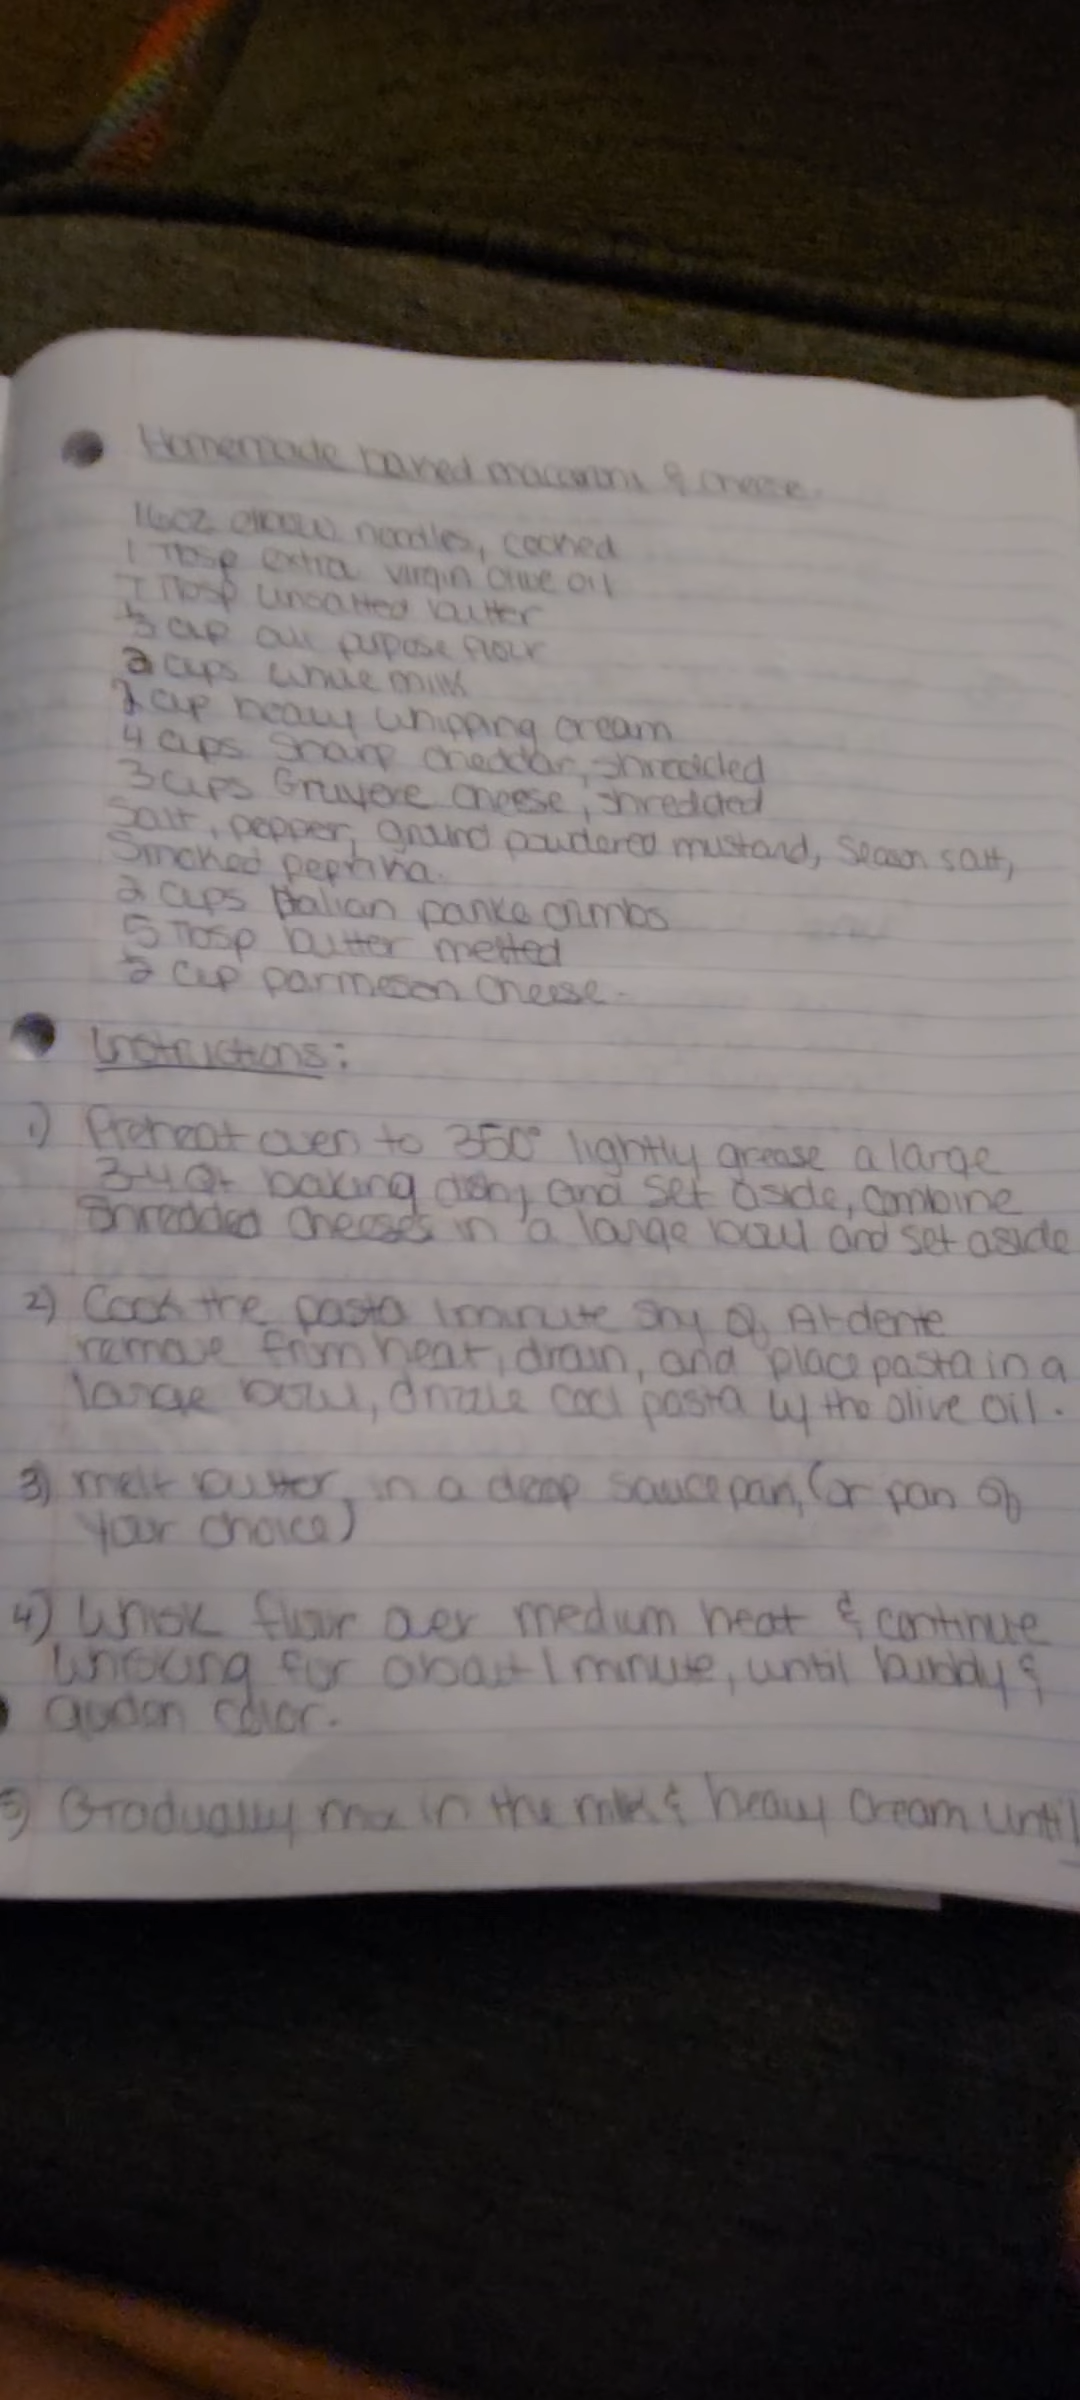 Homemade baked macaroni & cheese.
16oz elbow noodles, cooked
1 Tbsp extra virgin olive oil
7 Tbsp unsalted butter
cup all purpose flour
2 cups whole milk
cup heavy whipping cream
4 cups sharp cheddar, shredded
3 cups Gruyere cheese, shredded
Salt, pepper, ground powdered mustard, Season salt,
Smoked peprika.
2 cups Italian panko crumbs
5 Tbsp butter melted
cup parmeson cheese.
Instructions:
1) Preheat oven to 350° lightly grease a large
3-4 Qt baking dish, and set aside, combine
Shredded cheeses in a large bowl and set aside
2) Cook the pasta 1 minute shy of Al dente
remove from heat, drain, and place pasta in a
large bowl, drizzle cool pasta w/ the olive oil.
3) melt butter, in a deep sauce pan, (or pan of
your choice)
4) Whisk flour over medium heat & continue
whisking for about 1 minute, until bubbly &
color.
5) Gradually mix in the milk & heavy cream until